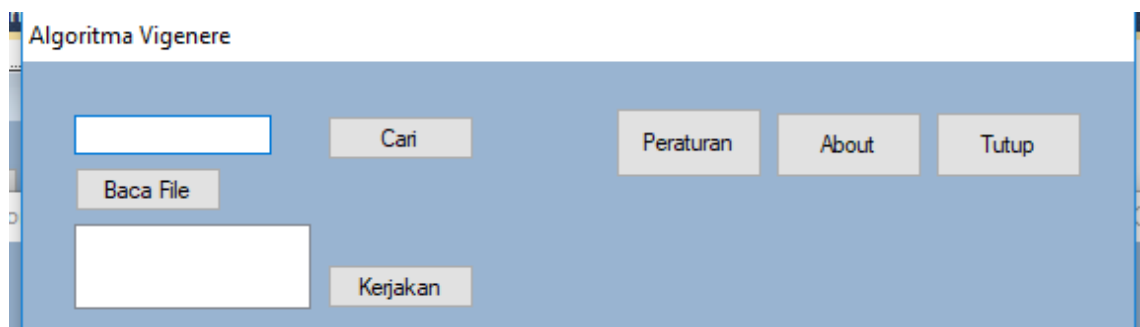 Algoritma Vigenere
Cari
Peraturan
About
Tutup
Baca File
Kerjakan